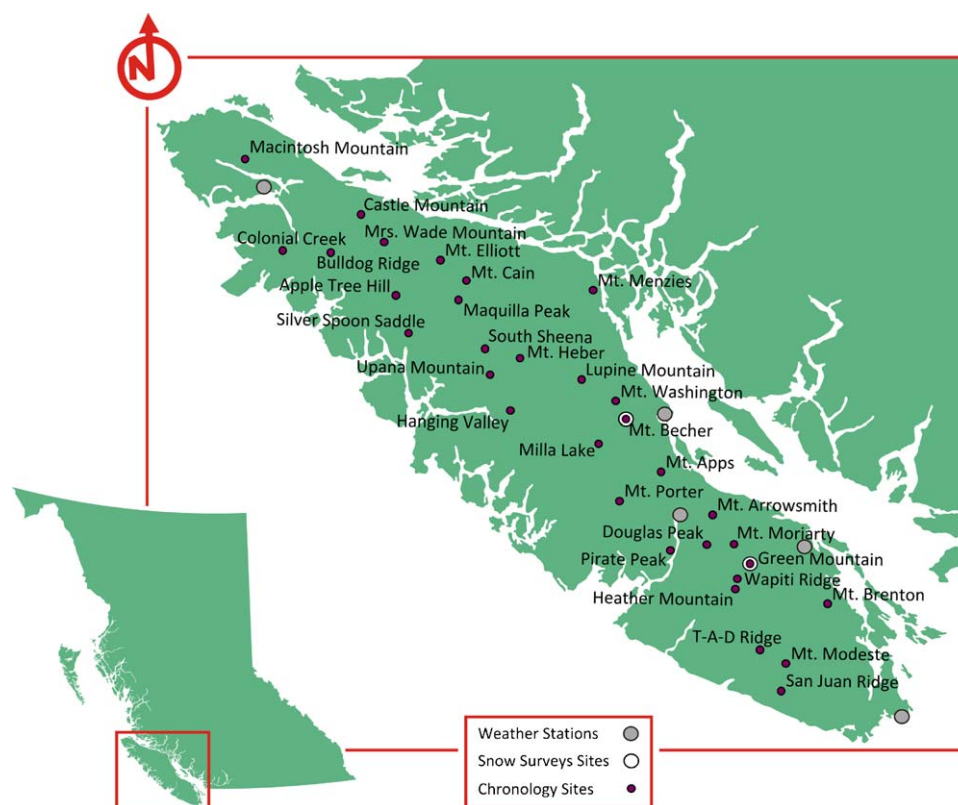 N
Macintosh Mountain
Castle Mountain
Mrs. Wade Mountain
Colonial Creek
Bulldog Ridge
Mt. Elliott
Mt. Cain
Mt. Menzies
Apple Tree Hill
Maquilla Peak
Silver Spoon Saddle
South Sheena
Mt. Heber
Upana Mountain
Lupine Mountain
Mt. Washington
Hanging Valley
Mt. Becher
Milla Lake
Mt. Apps
Mt. Porter
Mt. Arrowsmith
Douglas Peak
Mt. Moriarty
Pirate Peak
Green Mountain
Wapiti Ridge
Heather Mountain
Mt. Brenton
T-A-D Ridge
Mt. Modeste
San Juan Ridge
Weather Stations
Snow Surveys Sites
Chronology Sites